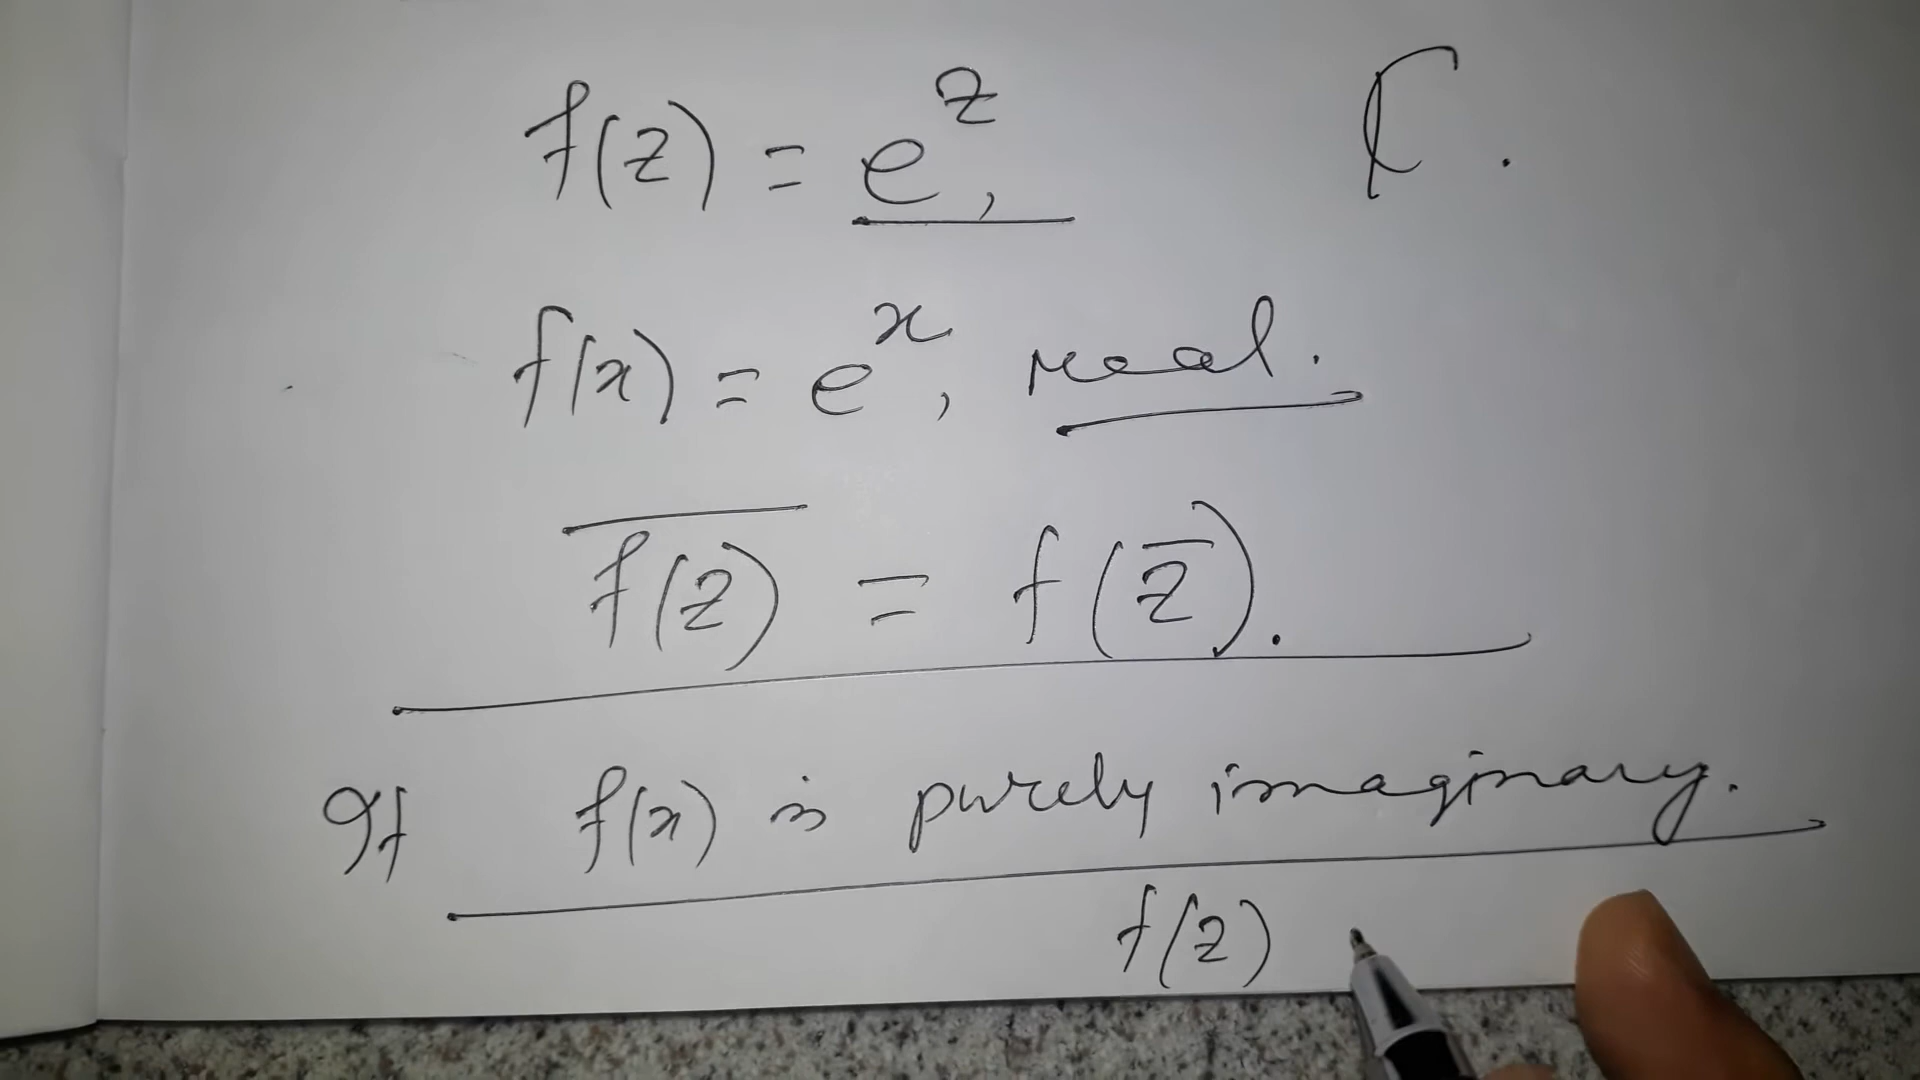 f(z) = e^z, ℂ.
f(x) = e^x, real.
\overline{f(z)} = f(\overline{z}).
If f(x) is purely imaginary.
f(z)